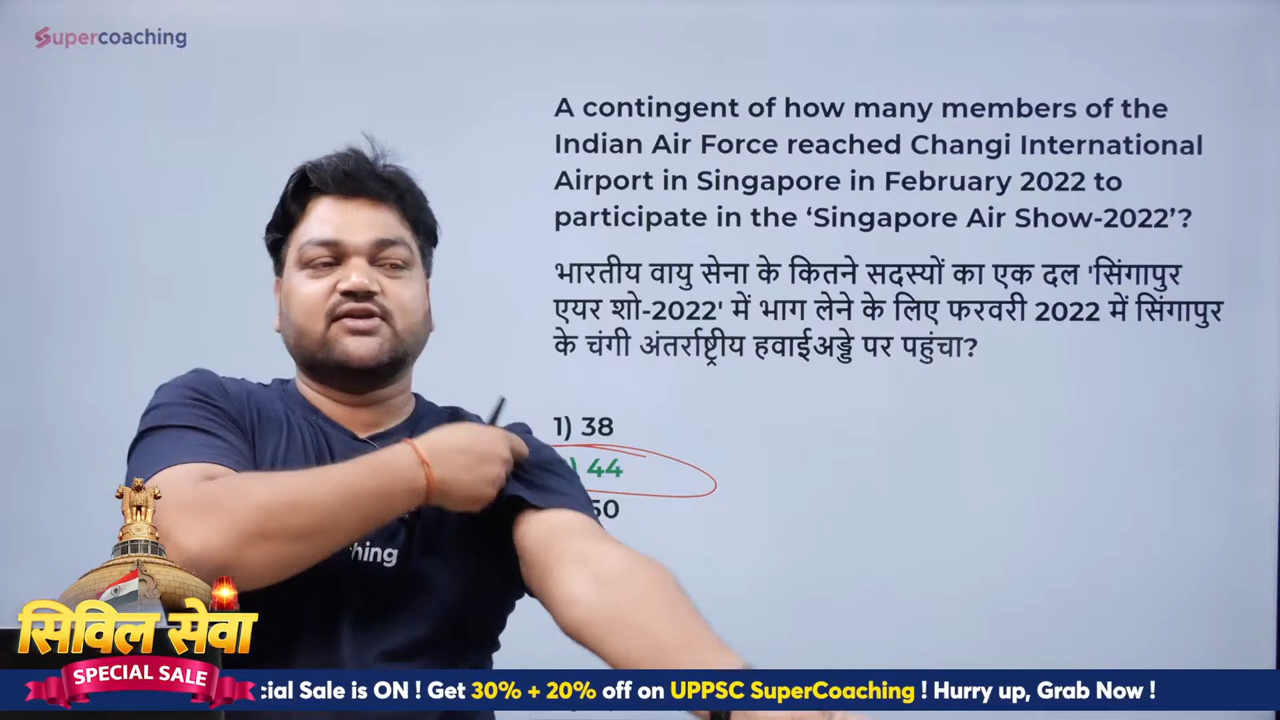 Supercoaching
A contingent of how many members of the
Indian Air Force reached Changi International
Airport in Singapore in February 2022 to
participate in the ‘Singapore Air Show-2022’?
भारतीय वायु सेना के कितने सदस्यों का एक दल 'सिंगापुर
एयर शो-2022' में भाग लेने के लिए फरवरी 2022 में सिंगापुर
के चंगी अंतर्राष्ट्रीय हवाईअड्डे पर पहुंचा?
1) 38
) 44
50
hing
सिविल सेवा
SPECIAL SALE
cial Sale is ON ! Get 30% + 20% off on UPPSC SuperCoaching ! Hurry up, Grab Now !